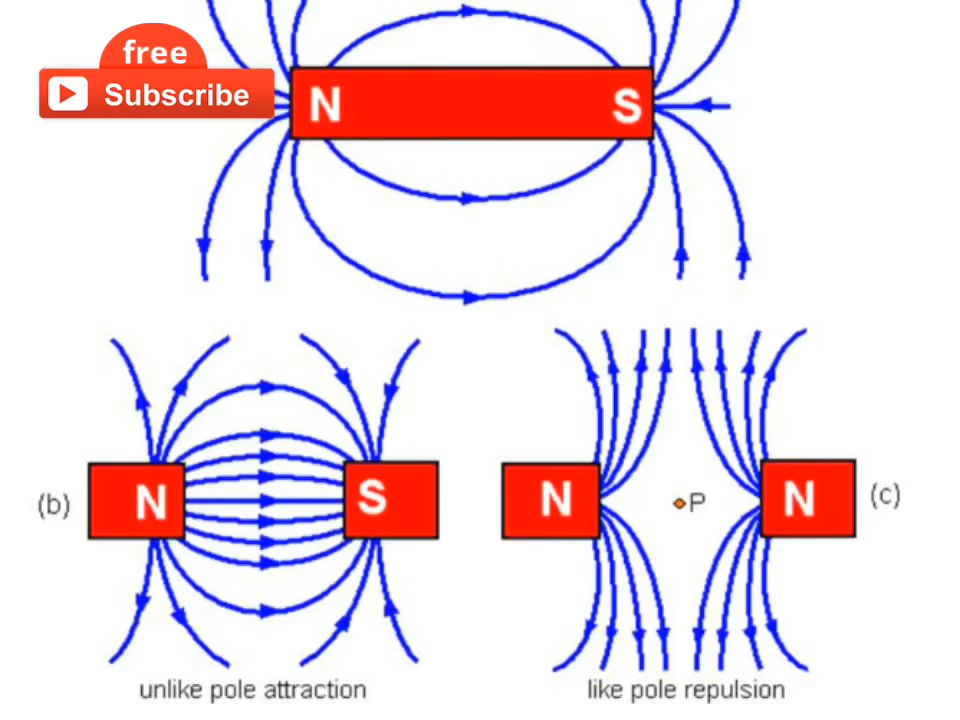 free
Subscribe
N S
(b) N S
N P N (c)
unlike pole attraction
like pole repulsion